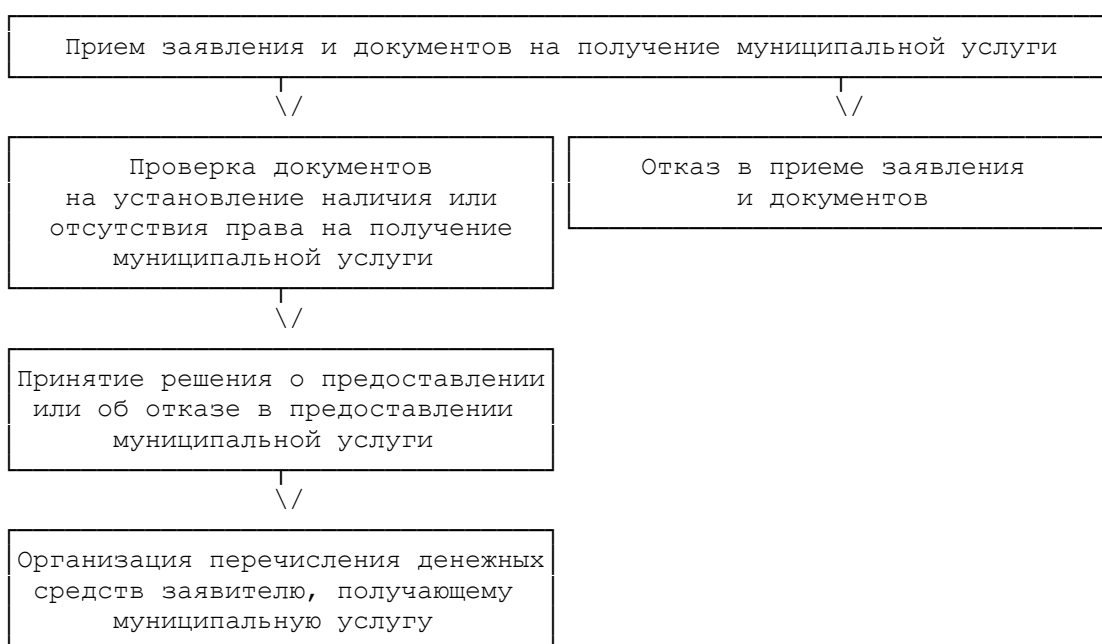 Прием заявления и документов на получение муниципальной услуги
\/
\/
Проверка документов
на установление наличия или
отсутствия права на получение
муниципальной услуги
Отказ в приеме заявления
и документов
\/
Принятие решения о предоставлении
или об отказе в предоставлении
муниципальной услуги
\/
Организация перечисления денежных
средств заявителю, получающему
муниципальную услугу